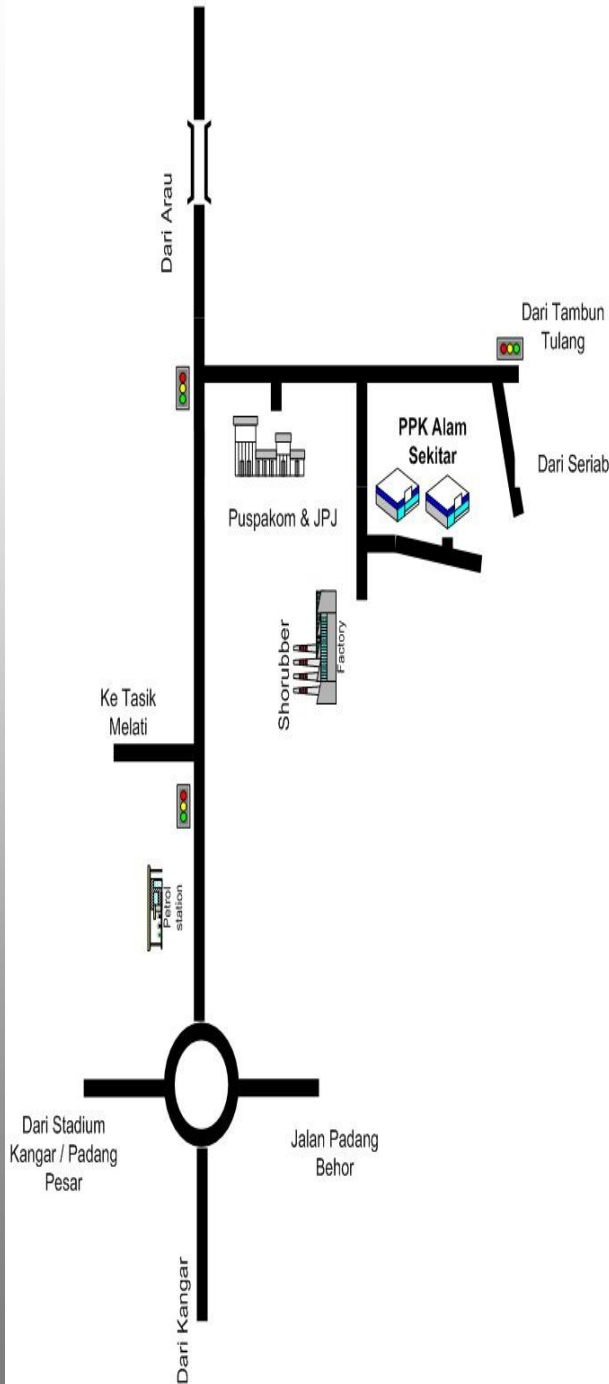 Dari Arau
Dari Tambun
Tulang
PPK Alam
Sekitar
Dari Seriab
Puspakom & JPJ
Shorubber
Factory
Ke Tasik
Melati
Petrol
station
Dari Stadium
Kangar / Padang
Pesar
Jalan Padang
Behor
Dari Kangar